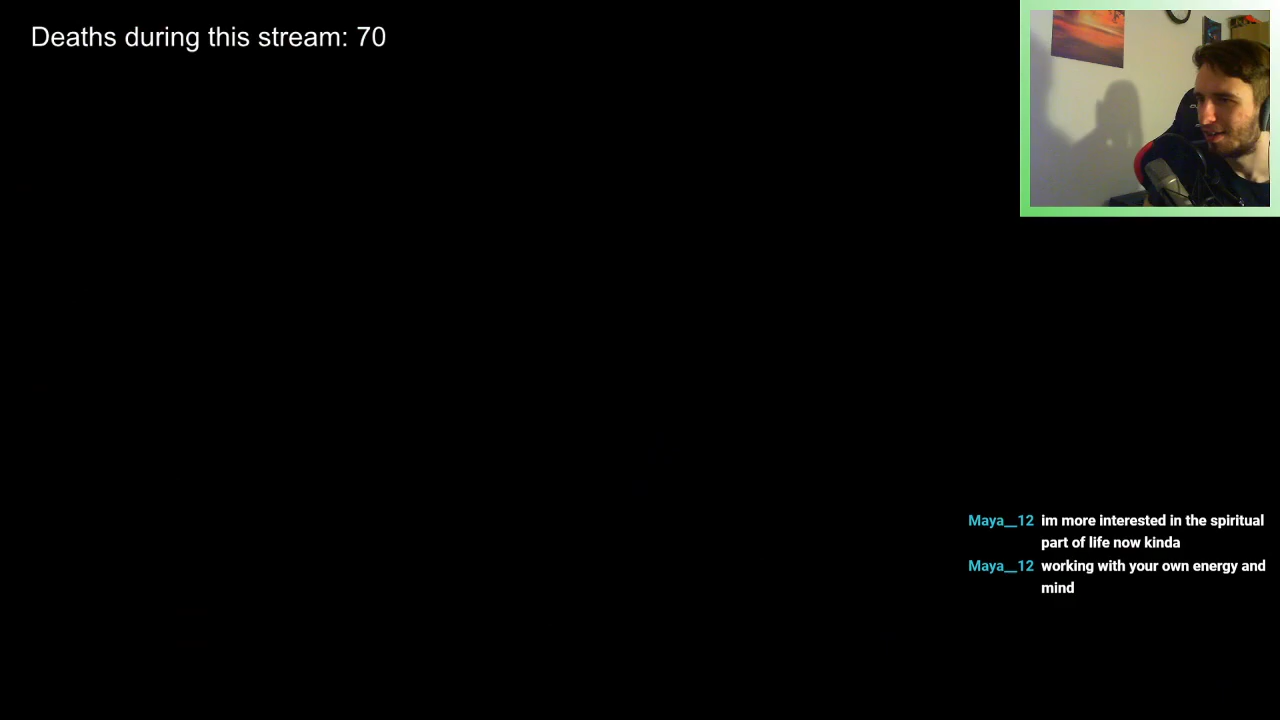 Deaths during this stream: 70
Maya__12 im more interested in the spiritual
part of life now kinda
Maya__12 working with your own energy and
mind